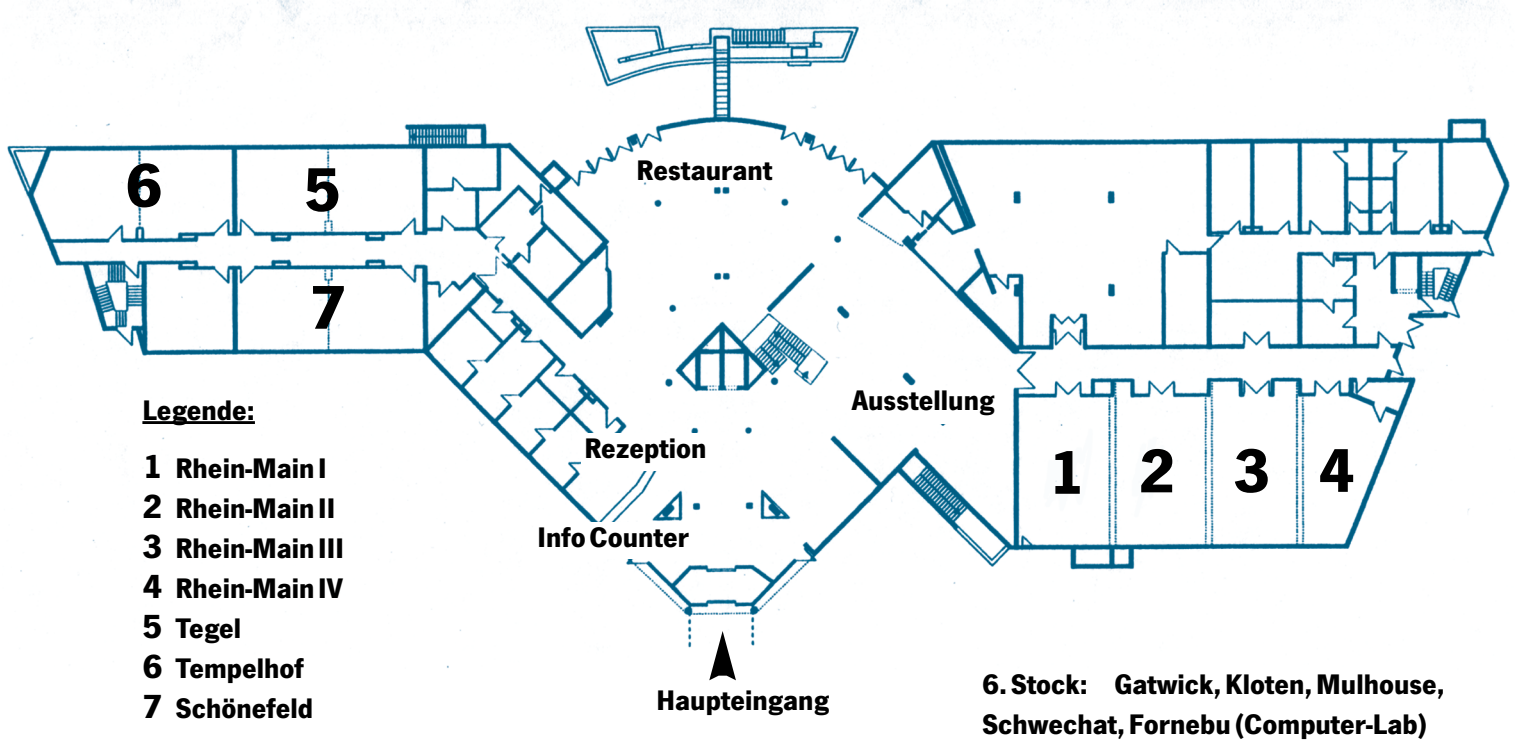 Restaurant
6
5
7
Ausstellung
Rezeption
1
2
3
4
Info Counter
Haupteingang
Legende:
1 Rhein-Main I
2 Rhein-Main II
3 Rhein-Main III
4 Rhein-Main IV
5 Tegel
6 Tempelhof
7 Schönefeld
6. Stock: Gatwick, Kloten, Mulhouse,
Schwechat, Fornebu (Computer-Lab)